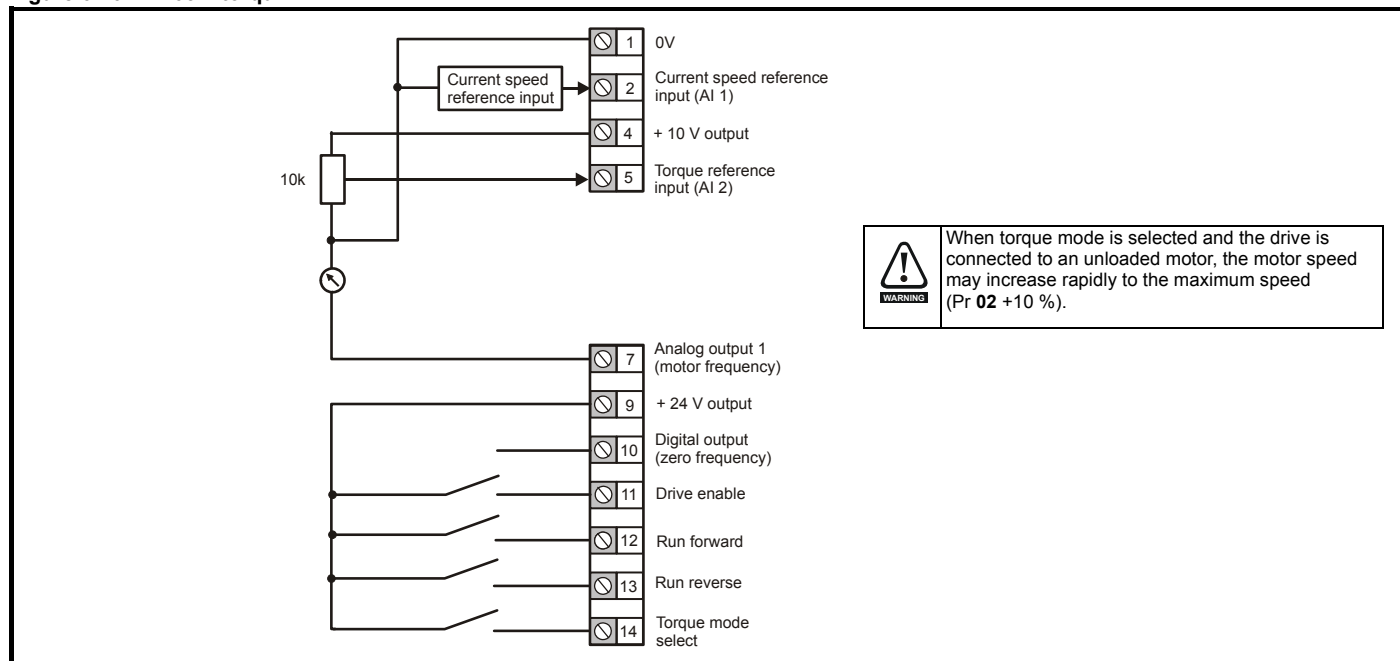 1 0V
Current speed
reference input
2 Current speed reference
input (AI 1)
4 + 10 V output
10k
5 Torque reference
input (AI 2)
WARNING
When torque mode is selected and the drive is
connected to an unloaded motor, the motor speed
may increase rapidly to the maximum speed
(Pr 02 +10 %).
7 Analog output 1
(motor frequency)
9 + 24 V output
10 Digital output
(zero frequency)
11 Drive enable
12 Run forward
13 Run reverse
14 Torque mode
select